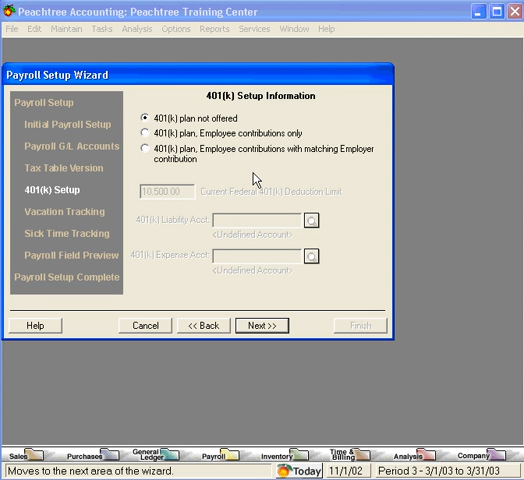 Peachtree Accounting: Peachtree Training Center
File Edit Maintain Tasks Analysis Options Reports Services Window Help
Payroll Setup Wizard
Payroll Setup
Initial Payroll Setup
Payroll G/L Accounts
Tax Table Version
401(k) Setup
Vacation Tracking
Sick Time Tracking
Payroll Field Preview
Payroll Setup Complete
401(k) Setup Information
401(k) plan not offered
401(k) plan, Employee contributions only
401(k) plan, Employee contributions with matching Employer
contribution
10,500.00 Current Federal 401(k) Deduction Limit
401(k) Liability Acct:
<Undefined Account>
401(k) Expense Acct:
<Undefined Account>
Help Cancel << Back Next >> Finish
Sales Purchases General Ledger Payroll Inventory Time & Billing Analysis Company
Moves to the next area of the wizard. Today 11/1/02 Period 3 - 3/1/03 to 3/31/03